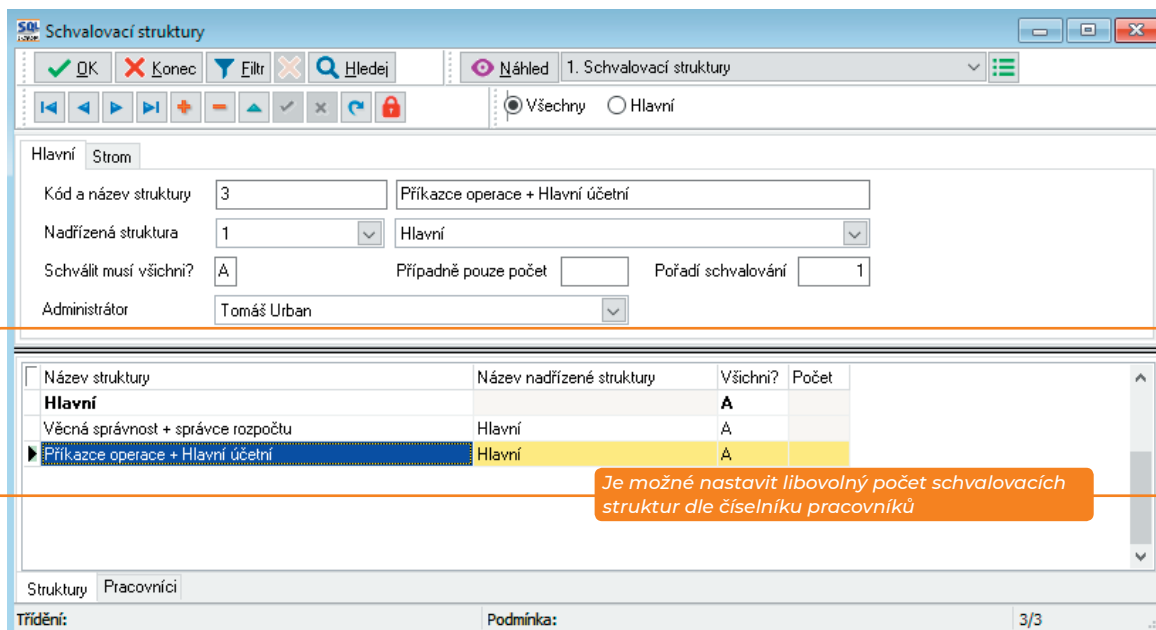 SQL
Schvalovací struktury
OK Konec Filtr Hledej Náhled 1. Schvalovací struktury
Všechny Hlavní
Hlavní Strom
Kód a název struktury 3 Příkazce operace + Hlavní účetní
Nadřízená struktura 1 Hlavní
Schválit musí všichni? A Případně pouze počet Pořadí schvalování 1
Administrátor Tomáš Urban
Název struktury Název nadřízené struktury Všichni? Počet
Hlavní A
Věcná správnost + správce rozpočtu Hlavní A
Příkazce operace + Hlavní účetní Hlavní A
Je možné nastavit libovolný počet schvalovacích
struktur dle číselníku pracovníků
Struktury Pracovníci
Třídění: Podmínka: 3/3